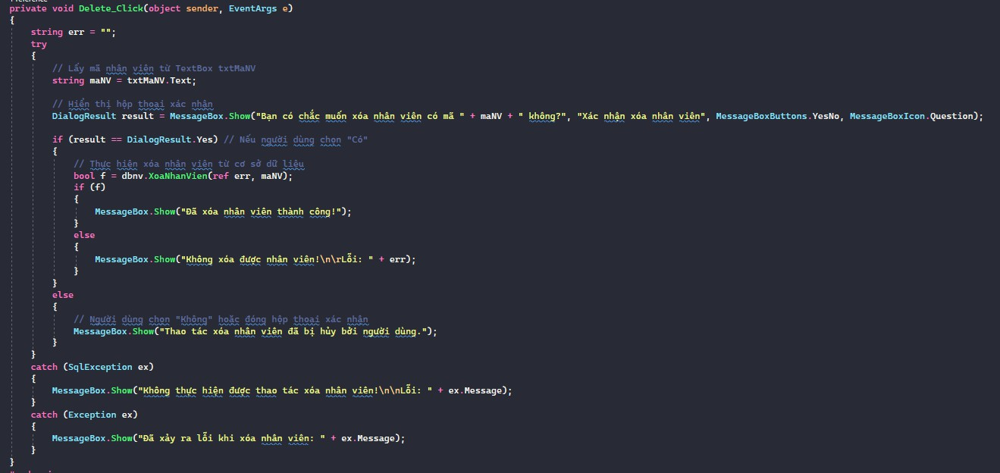 private void Delete_Click(object sender, EventArgs e)
{
    string err = "";
    try
    {
        // Lấy mã nhân viên từ TextBox txtMaNV
        string maNV = txtMaNV.Text;

        // Hiển thị hộp thoại xác nhận
        DialogResult result = MessageBox.Show("Bạn có chắc muốn xóa nhân viên có mã " + maNV + " không?", "Xác nhận xóa nhân viên", MessageBoxButtons.YesNo, MessageBoxIcon.Question);

        if (result == DialogResult.Yes) // Nếu người dùng chọn "Có"
        {
            // Thực hiện xóa nhân viên từ cơ sở dữ liệu
            bool f = dbnv.XoaNhanVien(ref err, maNV);
            if (f)
            {
                MessageBox.Show("Đã xóa nhân viên thành công!");
            }
            else
            {
                MessageBox.Show("Không xóa được nhân viên!\n\rLỗi: " + err);
            }
        }
        else
        {
            // Người dùng chọn "Không" hoặc đóng hộp thoại xác nhận
            MessageBox.Show("Thao tác xóa nhân viên đã bị hủy bởi người dùng.");
        }
    }
    catch (SqlException ex)
    {
        MessageBox.Show("Không thực hiện được thao tác xóa nhân viên!\n\nLỗi: " + ex.Message);
    }
    catch (Exception ex)
    {
        MessageBox.Show("Đã xảy ra lỗi khi xóa nhân viên: " + ex.Message);
    }
}